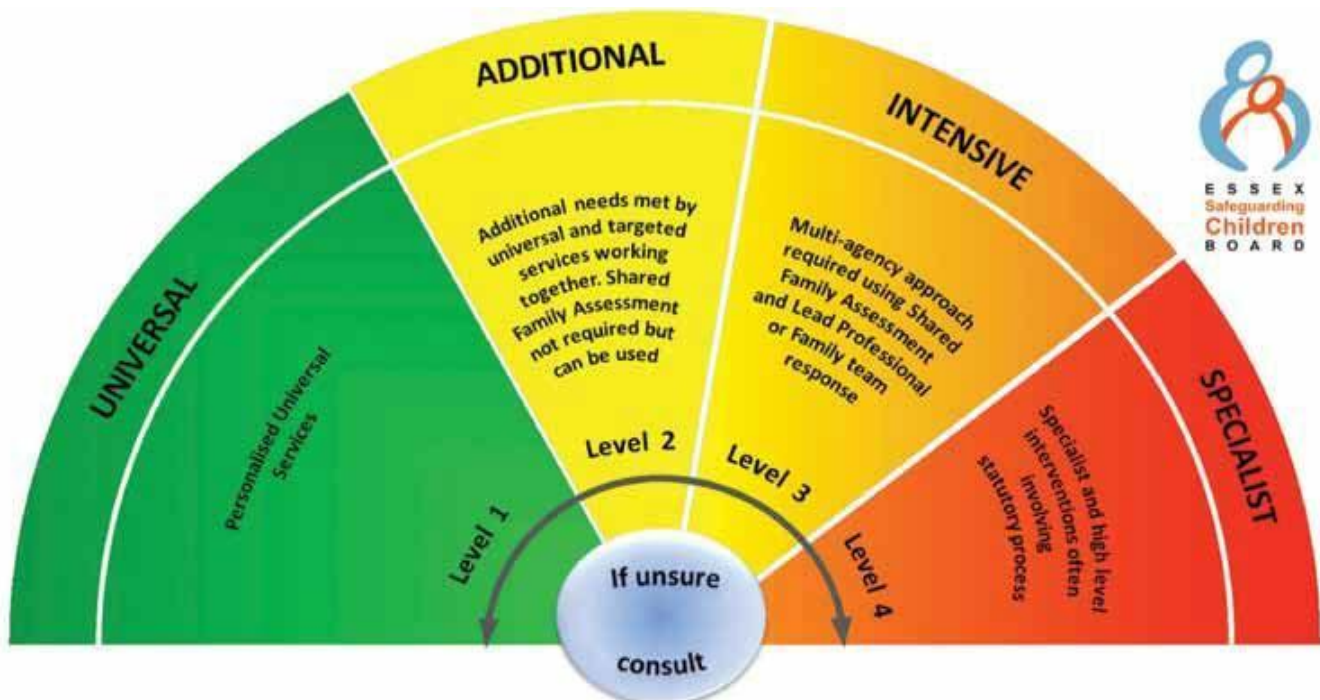 UNIVERSAL
Personalised Universal
Services
Level 1
ADDITIONAL
Additional needs met by
universal and targeted
services working
together. Shared
Family Assessment
not required but
can be used
Level 2
INTENSIVE
Multi-agency approach
required using Shared
Family Assessment
and Lead Professional
or Family team
response
Level 3
SPECIALIST
Specialist and high level
interventions often
involving
statutory process
Level 4
If unsure
consult
ESSEX
Safeguarding
Children
BOARD